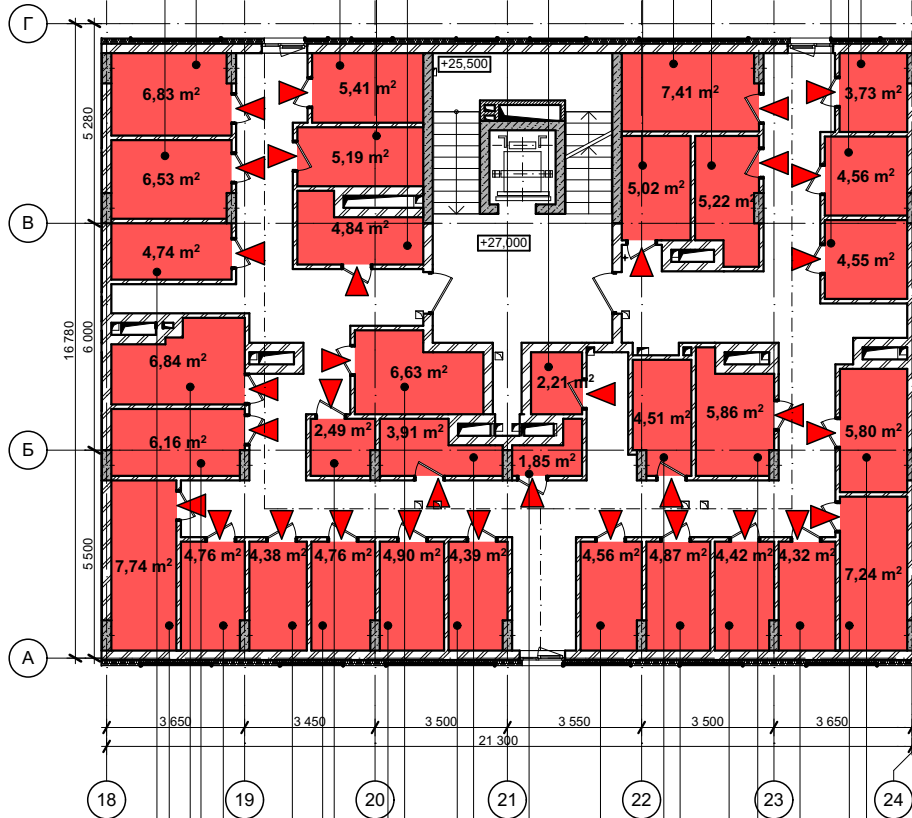 Г
+25,500
6,83 m²
5,41 m²
7,41 m²
3,73 m²
5 280
5,19 m²
6,53 m²
5,02 m²
4,56 m²
5,22 m²
В
4,84 m²
4,74 m²
+27,000
4,55 m²
16 780
6 000
6,84 m²
6,63 m²
2,21 m²
4,51 m²
5,86 m²
5,80 m²
6,16 m²
2,49 m²
3,91 m²
Б
1,85 m²
5 500
7,74 m²
4,76 m²
4,38 m²
4,76 m²
4,90 m²
4,39 m²
4,56 m²
4,87 m²
4,42 m²
4,32 m²
7,24 m²
А
3 650
3 450
3 500
3 550
3 500
3 650
21 300
18
19
20
21
22
23
24